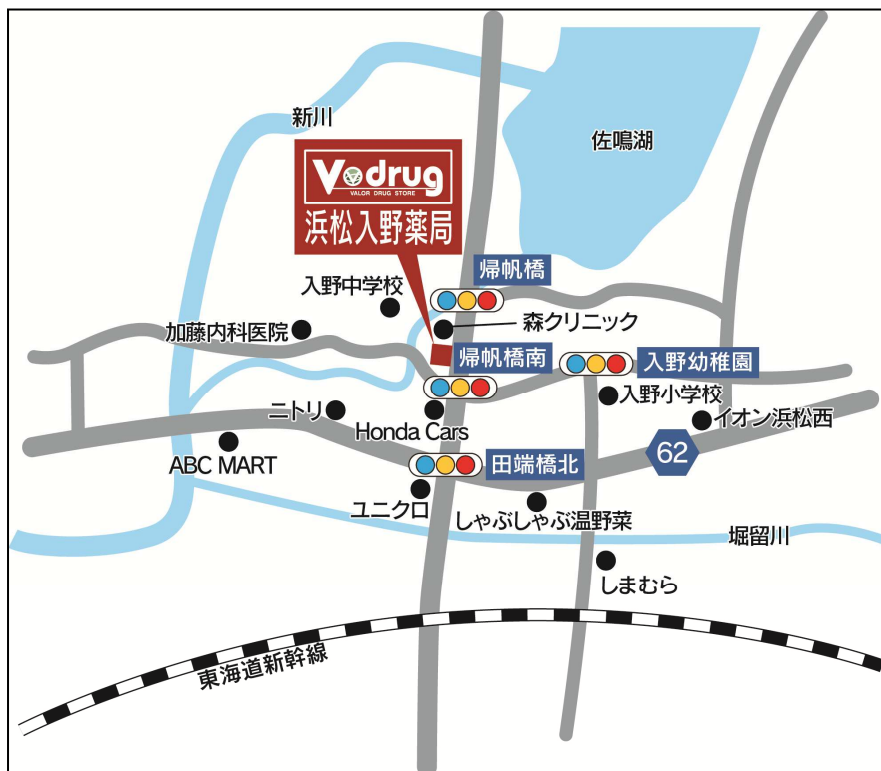 新川
佐鳴湖
V drug
VALOR DRUG STORE
浜松入野薬局
帰帆橋
入野中学校
森クリニック
加藤内科医院
帰帆橋南
入野幼稚園
入野小学校
ニトリ
Honda Cars
イオン浜松西
ABC MART
62
田端橋北
ユニクロ
しゃぶしゃぶ温野菜
堀留川
しまむら
東海道新幹線